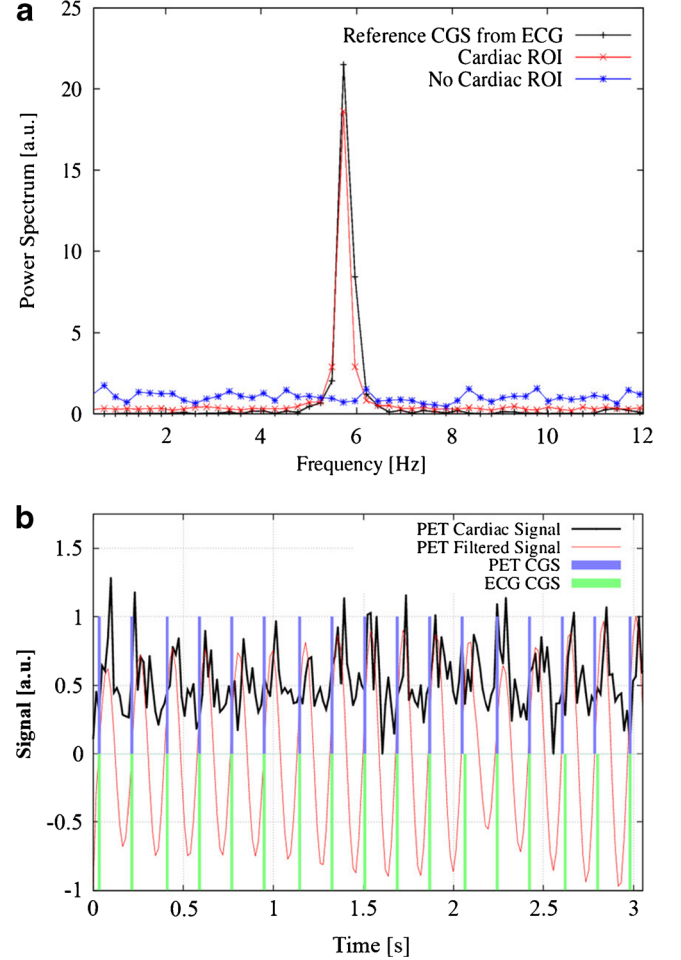 a
25
20
15
10
5
0
Power Spectrum [a.u.]
Reference CGS from ECG
Cardiac ROI
No Cardiac ROI
2 4 6 8 10 12
Frequency [Hz]
b
1.5
1
0.5
0
-0.5
-1
Signal [a.u.]
PET Cardiac Signal
PET Filtered Signal
PET CGS
ECG CGS
0 0.5 1 1.5 2 2.5 3
Time [s]